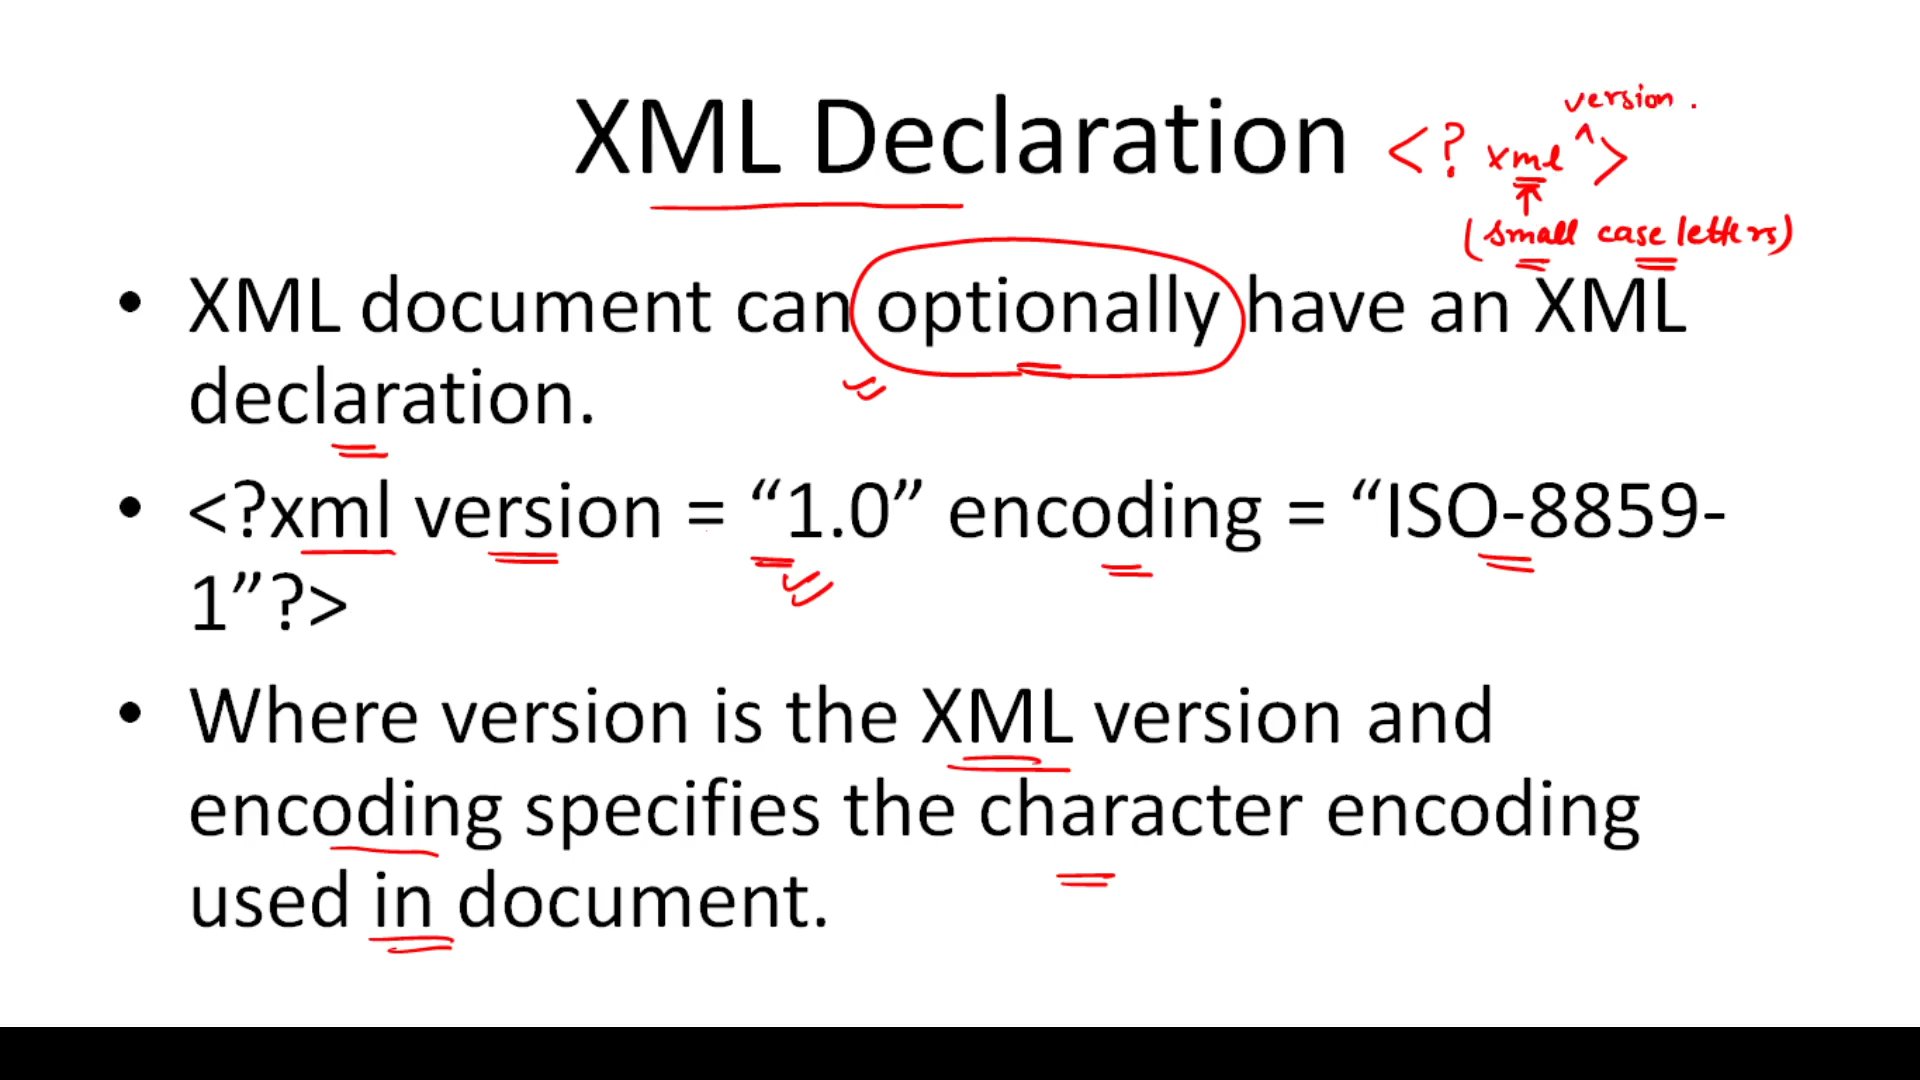 XML Declaration
version .
<? xml ^ >
(small case letters)
• XML document can optionally have an XML
declaration.
• <?xml version = “1.0” encoding = “ISO-8859-
1”?>
• Where version is the XML version and
encoding specifies the character encoding
used in document.